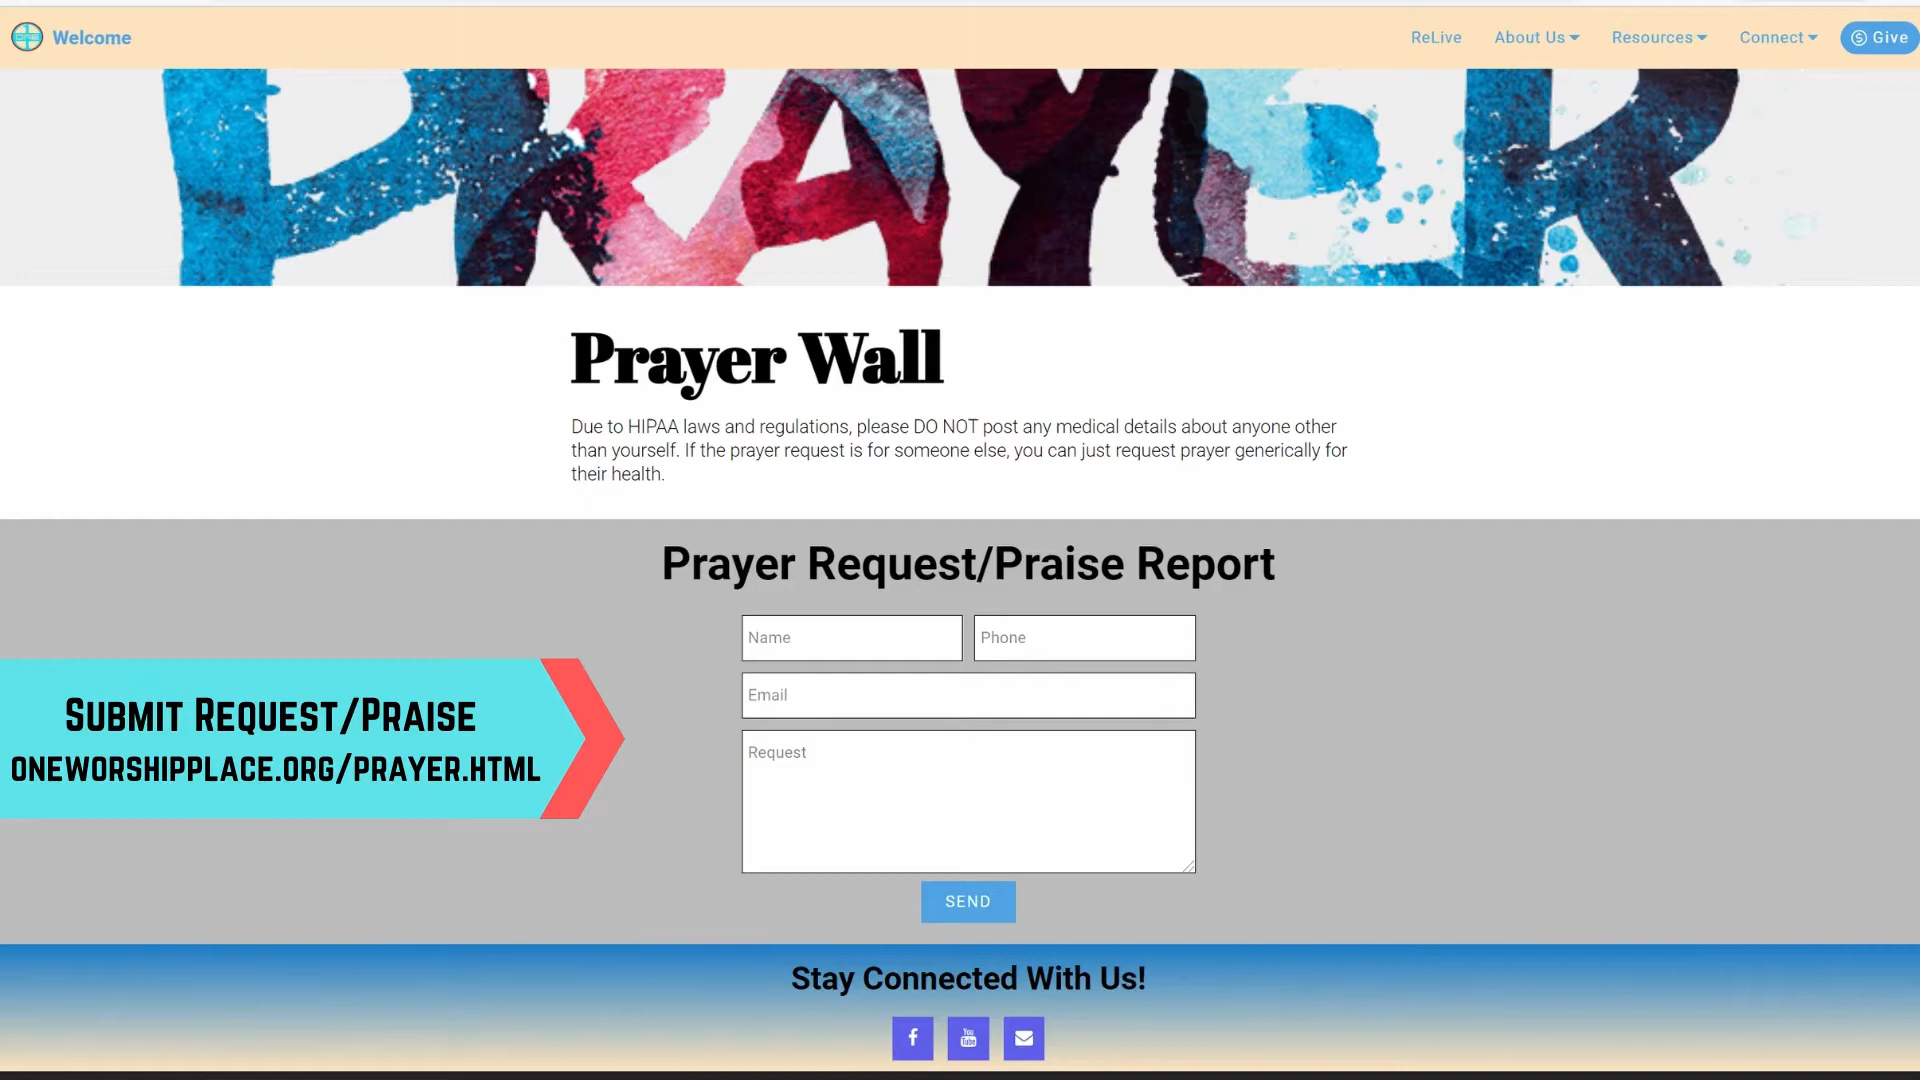 Welcome
ReLive
About Us
Resources
Connect
Give
PRAYER
Prayer Wall
Due to HIPAA laws and regulations, please DO NOT post any medical details about anyone other
than yourself. If the prayer request is for someone else, you can just request prayer generically for
their health.
Prayer Request/Praise Report
Name
Phone
Email
Request
SEND
Submit Request/Praise
oneworshipplace.org/prayer.html
Stay Connected With Us!
f
You
Tube